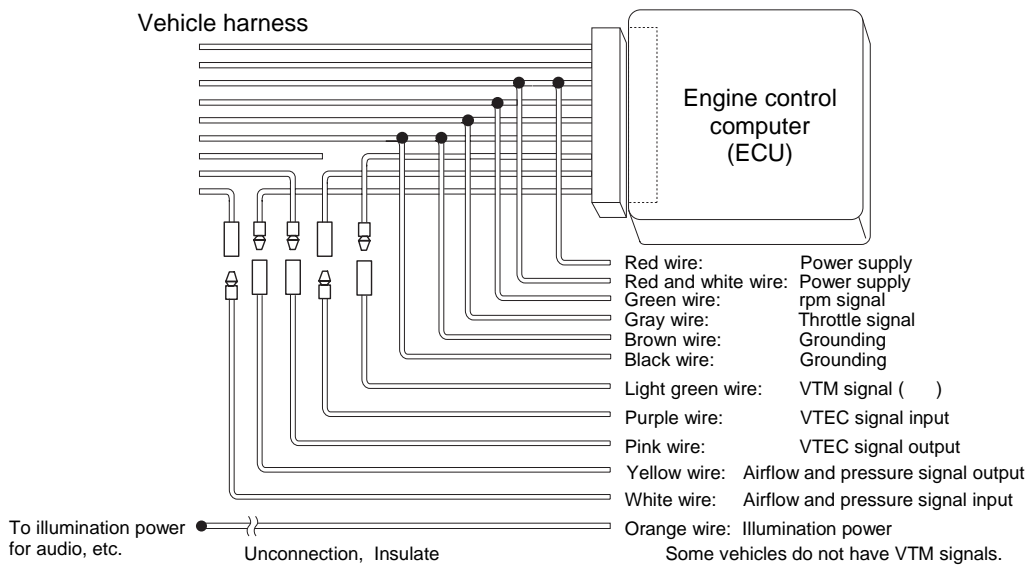 Vehicle harness
Engine control
computer
(ECU)
Red wire: Power supply
Red and white wire: Power supply
Green wire: rpm signal
Gray wire: Throttle signal
Brown wire: Grounding
Black wire: Grounding
Light green wire: VTM signal ( )
Purple wire: VTEC signal input
Pink wire: VTEC signal output
Yellow wire: Airflow and pressure signal output
White wire: Airflow and pressure signal input
To illumination power
for audio, etc.
Orange wire: Illumination power
Unconnection, Insulate
Some vehicles do not have VTM signals.